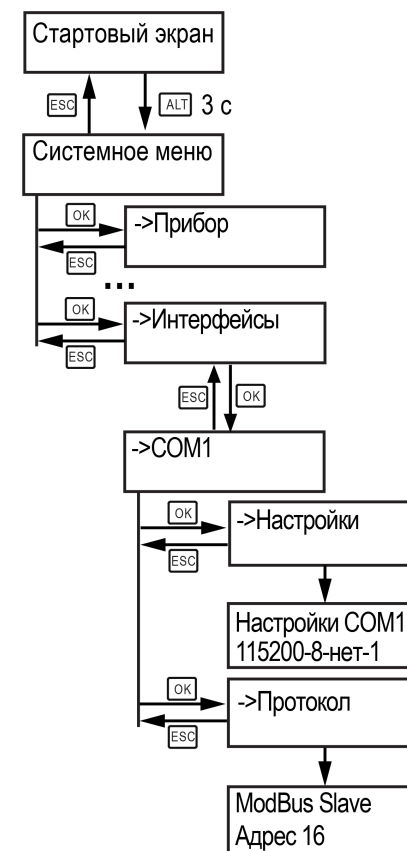 Стартовый экран
ESC
ALT 3 с
Системное меню
OK
->Прибор
ESC
...
OK
->Интерфейсы
ESC
ESC
OK
->COM1
OK
->Настройки
ESC
Настройки COM1
115200-8-нет-1
OK
->Протокол
ESC
ModBus Slave
Адрес 16